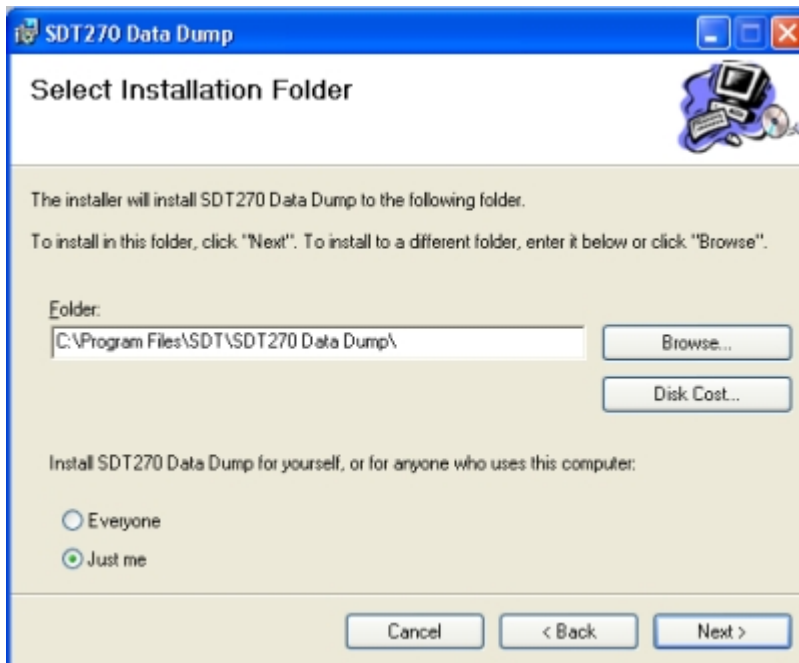 SDT270 Data Dump
Select Installation Folder
The installer will install SDT270 Data Dump to the following folder.
To install in this folder, click "Next". To install to a different folder, enter it below or click "Browse".
Folder:
C:\Program Files\SDT\SDT270 Data Dump\
Browse...
Disk Cost...
Install SDT270 Data Dump for yourself, or for anyone who uses this computer:
Everyone
Just me
Cancel
< Back
Next >